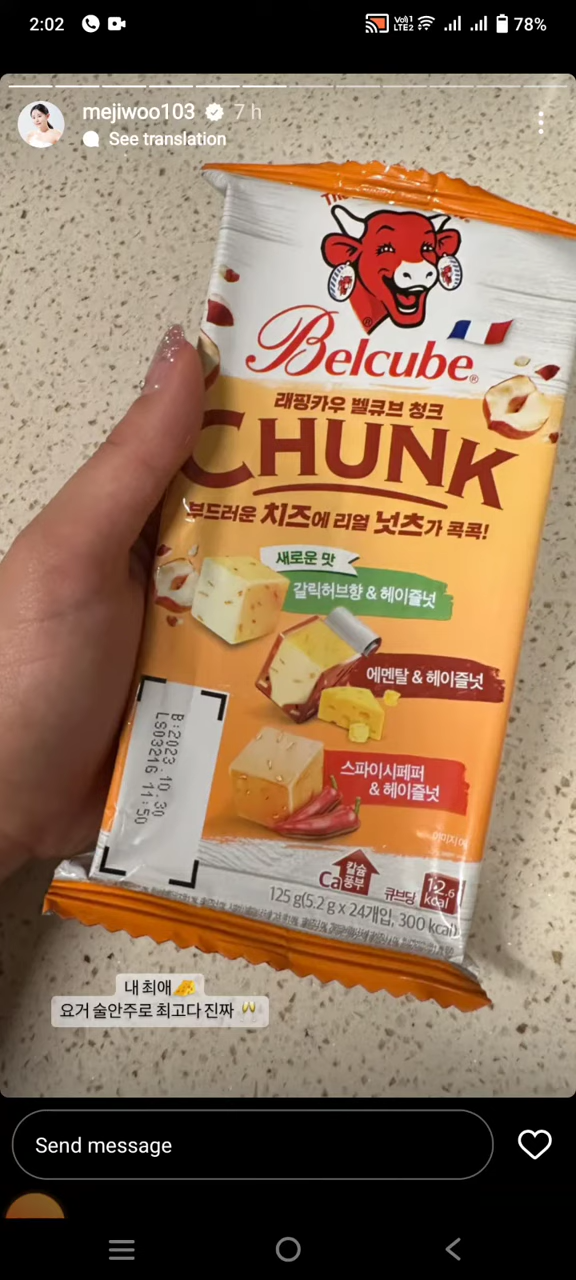 2:02
Vo)) 1
LTE2
78%
mejiwoo103 7 h
See translation
Belcube®
래핑카우 벨큐브 청크
CHUNK
부드러운 치즈에 리얼 넛츠가 콕콕!
새로운 맛
갈릭허브향 & 헤이즐넛
에멘탈 & 헤이즐넛
스파이시페퍼
& 헤이즐넛
B:2023.10.30
LS03216 11:50
이미지
Ca 칼슘
풍부
큐브당 12.6
kcal
125 g(5.2 g x 24개입, 300 kcal)
내 최애🧀
요거 술안주로 최고다 진짜 🥂
Send message